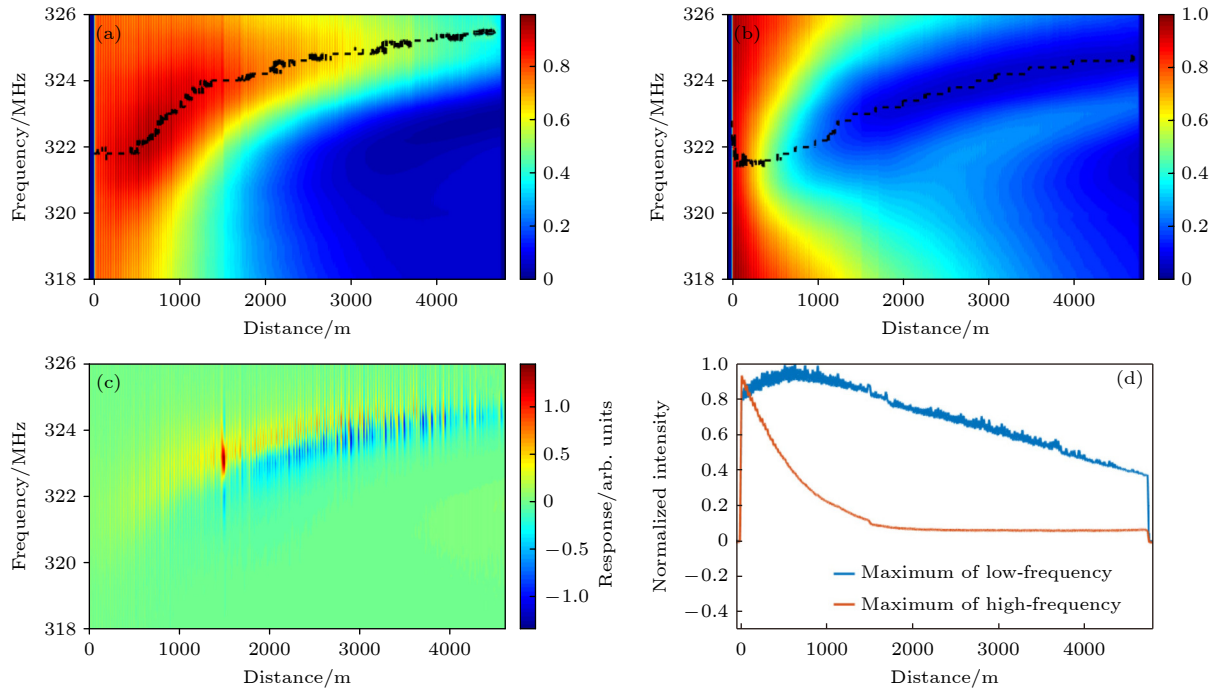 326
324
322
320
318
Frequency/MHz
(a)
0 1000 2000 3000 4000
Distance/m
0.8
0.6
0.4
0.2
0
326
324
322
320
318
Frequency/MHz
(b)
0 1000 2000 3000 4000
Distance/m
1.0
0.8
0.6
0.4
0.2
0
326
324
322
320
318
Frequency/MHz
(c)
0 1000 2000 3000 4000
Distance/m
1.0
0.5
0
−0.5
−1.0
Response/arb. units
1.0
0.8
0.6
0.4
0.2
0
−0.2
−0.4
Normalized intensity
(d)
Maximum of low-frequency
Maximum of high-frequency
0 1000 2000 3000 4000
Distance/m